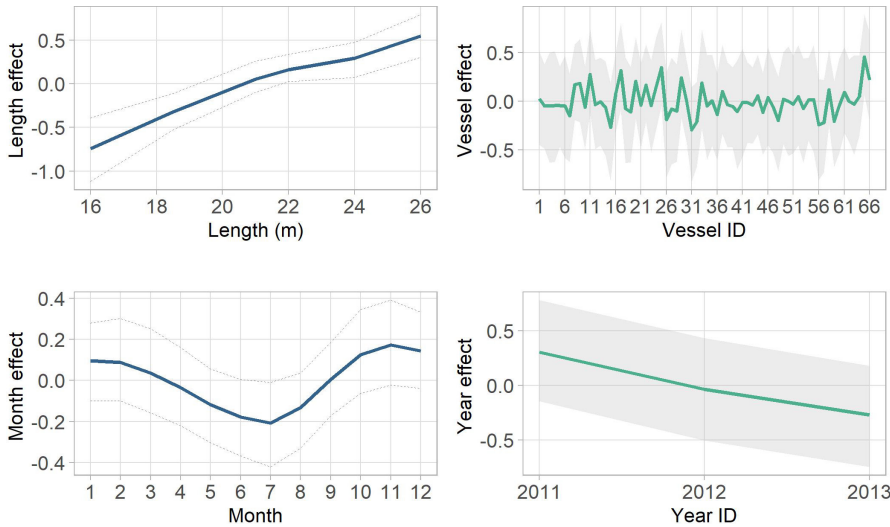 Length effect
0.5
0.0
-0.5
-1.0
16 18 20 22 24 26
Length (m)
Vessel effect
0.5
0.0
-0.5
1 6 11 16 21 26 31 36 41 46 51 56 61 66
Vessel ID
Month effect
0.4
0.2
0.0
-0.2
-0.4
1 2 3 4 5 6 7 8 9 10 11 12
Month
Year effect
0.5
0.0
-0.5
2011 2012 2013
Year ID